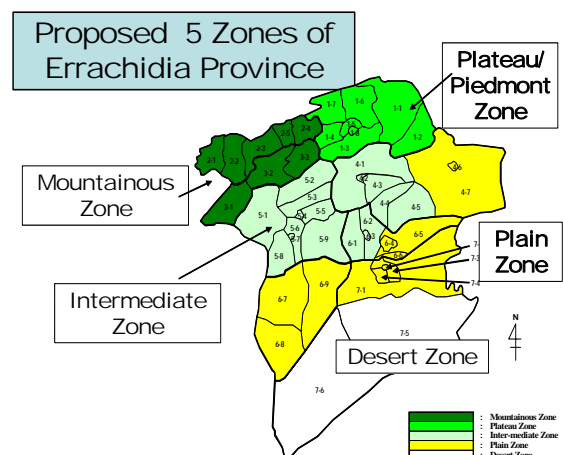 Proposed 5 Zones of
Errachidia Province
Plateau/
Piedmont
Zone
1-7
1-6
1-1
1-5
1-4
1-8
1-2
1-3
2-4
2-5
2-3
2-1
2-2
3-3
3-2
3-1
Mountainous
Zone
4-1
4-2
4-3
4-4
4-5
4-6
4-7
5-2
5-3
5-1
5-5
5-6
5-8
5-9
6-2
6-1
6-3
6-5
6-4
Plain
Zone
7-3
7-4
7-1
Intermediate
Zone
6-9
6-7
6-8
7-5
Desert Zone
7-6
N
: Mountainous Zone
: Plateau Zone
: Inter-mediate Zone
: Plain Zone
: Desert Zone